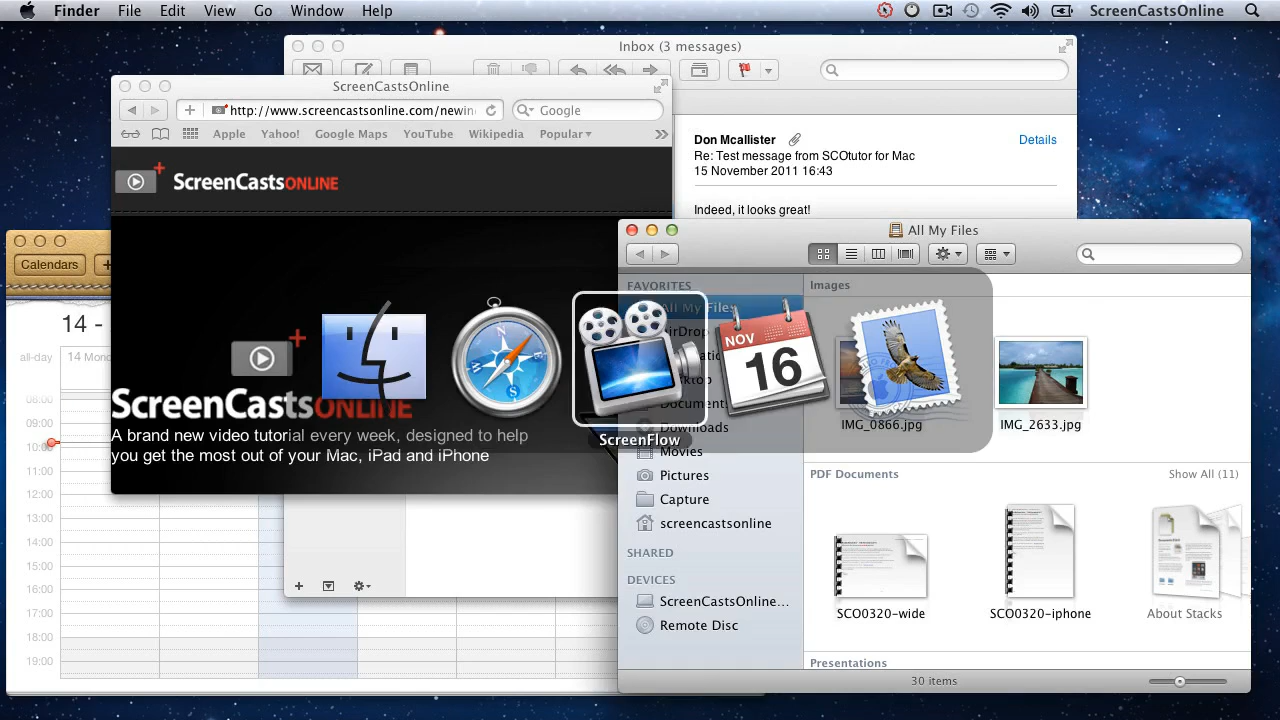 Finder File Edit View Go Window Help ScreenCastsOnline
Inbox (3 messages)
ScreenCastsOnline
http://www.screencastsonline.com/newin
Google
Apple Yahoo! Google Maps YouTube Wikipedia Popular
Don Mcallister Details
Re: Test message from SCOtutor for Mac
15 November 2011 16:43
Indeed, it looks great!
ScreenCastsONLINE
Calendars
14 -
all-day 14
08:00
09:00
10:00
11:00
12:00
13:00
14:00
15:00
16:00
17:00
18:00
19:00
ScreenCastsONLINE
A brand new video tutorial every week, designed to help
you get the most out of your Mac, iPad and iPhone
All My Files
FAVORITES
All My Files
AirDrop
Downloads
Movies
Pictures
Capture
screencastsonline
SHARED
DEVICES
ScreenCastsOnline...
Remote Disc
NOV
16
ScreenFlow
Images
IMG_0866.jpg IMG_2633.jpg
PDF Documents Show All (11)
SCO0320-wide SCO0320-iphone About Stacks
Presentations
30 items